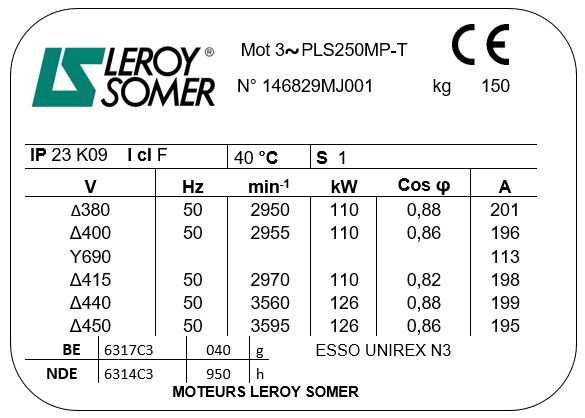 LEROY® SOMER
Mot 3~ PLS250MP-T CE
N° 146829MJ001 kg 150
IP 23 K09 I cl F 40 °C S 1
V Hz min-1 kW Cos φ A
Δ380 50 2950 110 0,88 201
Δ400 50 2955 110 0,86 196
Y690 113
Δ415 50 2970 110 0,82 198
Δ440 50 3560 126 0,88 199
Δ450 50 3595 126 0,86 195
BE 6317C3 040 g ESSO UNIREX N3
NDE 6314C3 950 h
MOTEURS LEROY SOMER